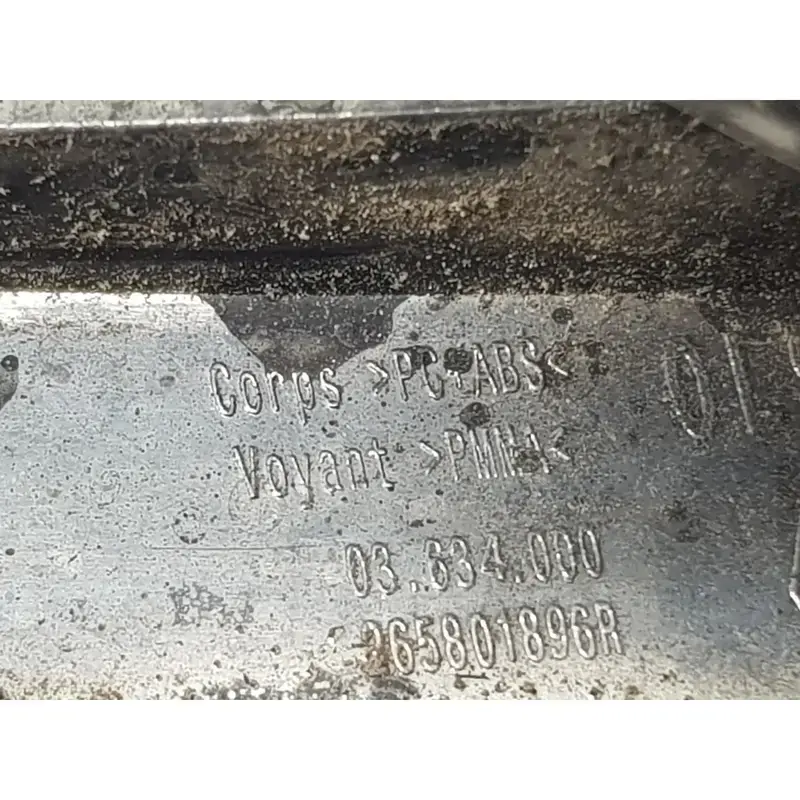 Corps >PC+ABS<
Voyant >PMMA<
03.634.000
265801896R